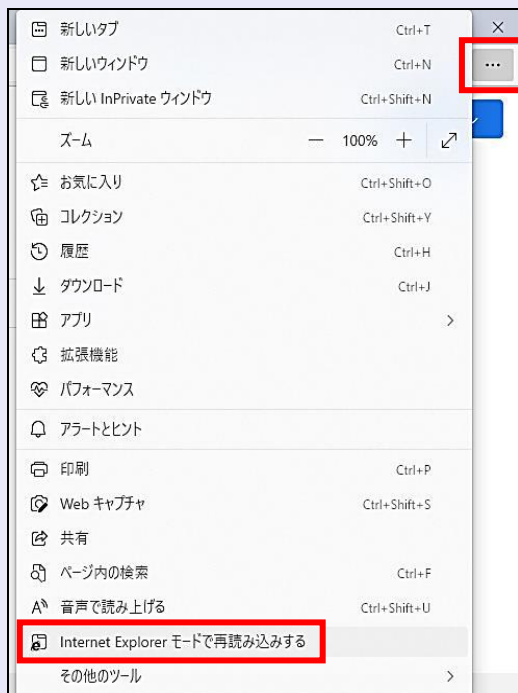 新しいタブ Ctrl+T
新しいウィンドウ Ctrl+N
新しい InPrivate ウィンドウ Ctrl+Shift+N
ズーム — 100% +
お気に入り Ctrl+Shift+O
コレクション Ctrl+Shift+Y
履歴 Ctrl+H
ダウンロード Ctrl+J
アプリ
拡張機能
パフォーマンス
アラートとヒント
印刷 Ctrl+P
Web キャプチャ Ctrl+Shift+S
共有
ページ内の検索 Ctrl+F
音声で読み上げる Ctrl+Shift+U
Internet Explorer モードで再読み込みする
その他のツール